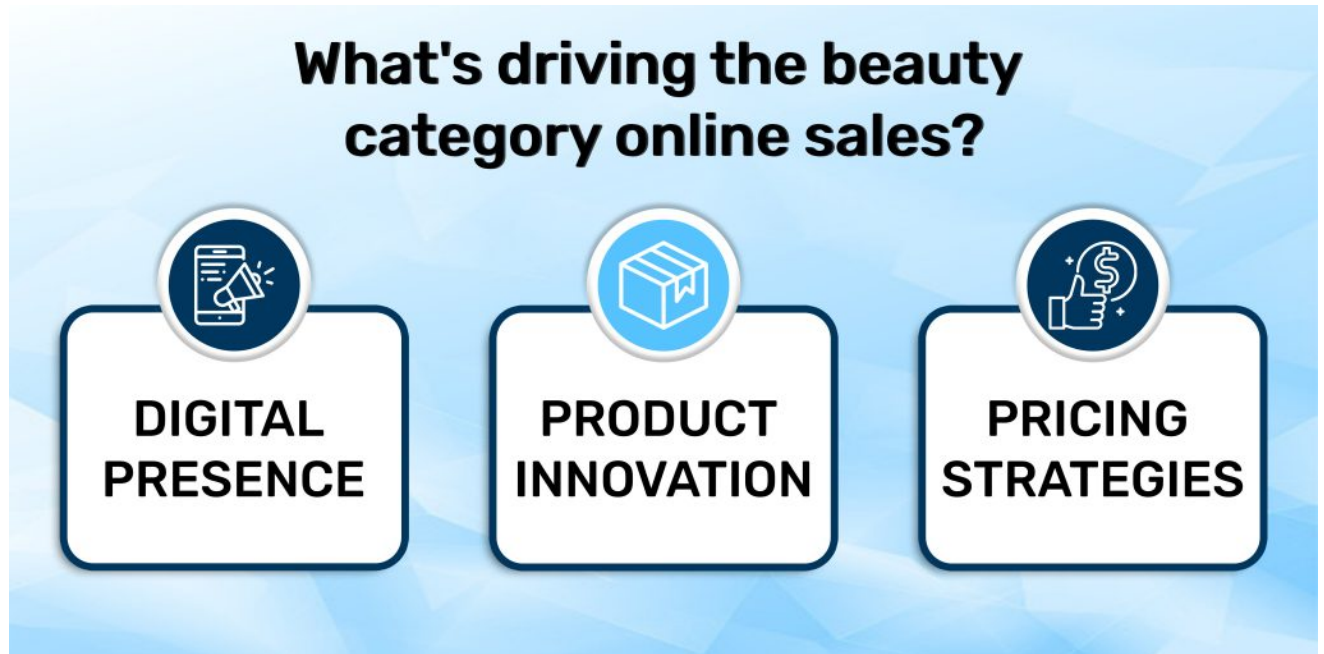 What's driving the beauty
category online sales?
DIGITAL
PRESENCE
PRODUCT
INNOVATION
PRICING
STRATEGIES